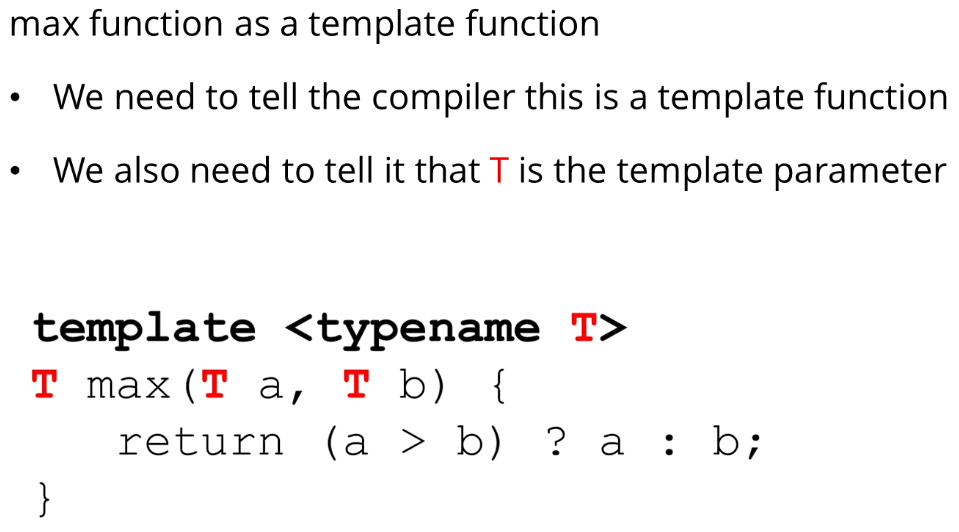 max function as a template function
• We need to tell the compiler this is a template function
• We also need to tell it that T is the template parameter
template <typename T>
T max(T a, T b) {
   return (a > b) ? a : b;
}